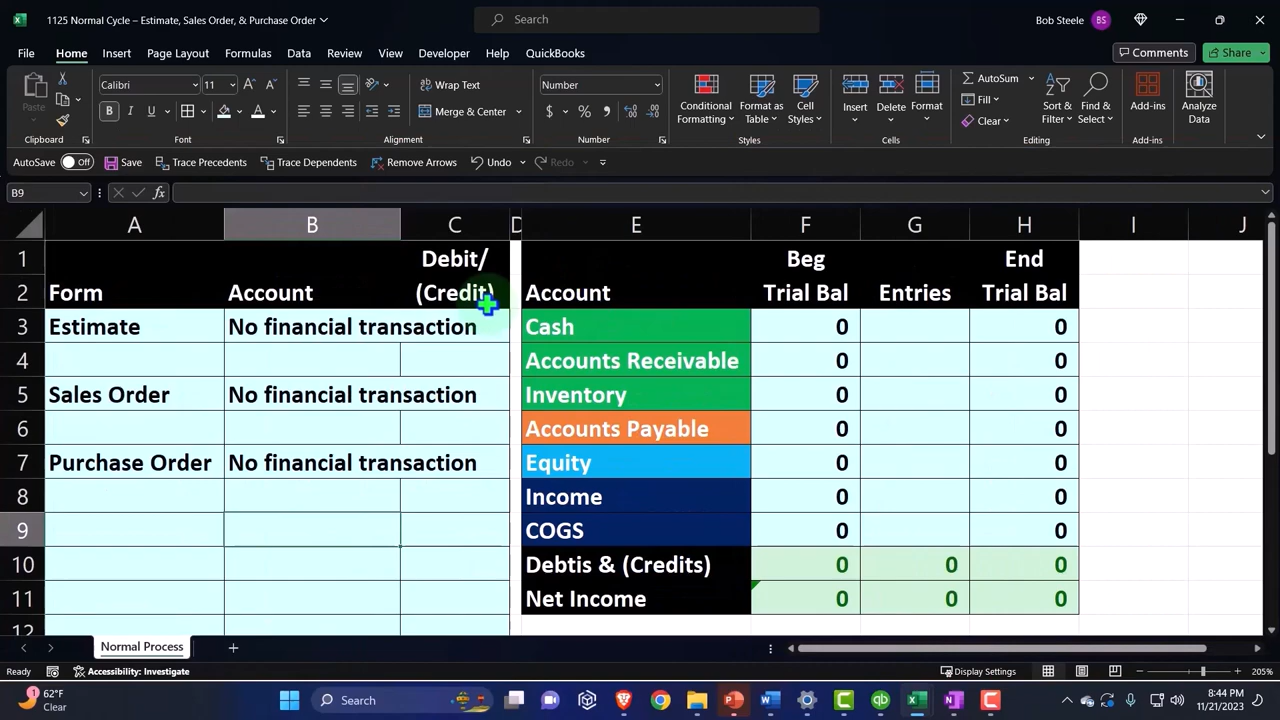 1125 Normal Cycle – Estimate, Sales Order, & Purchase Order
Search
Bob Steele
BS
File Home Insert Page Layout Formulas Data Review View Developer Help QuickBooks
Comments
Share
Paste
Calibri
11
Wrap Text
Number
Merge & Center
Conditional Formatting
Format as Table
Cell Styles
Insert
Delete
Format
AutoSum
Fill
Clear
Sort & Filter
Find & Select
Add-ins
Analyze Data
Clipboard
Font
Alignment
Number
Styles
Cells
Editing
Add-ins
AutoSave Off
Save
Trace Precedents
Trace Dependents
Remove Arrows
Undo
Redo
B9
fx
A B C D E F G H I J
1 Debit/ Beg End
2 Form Account (Credit) Account Trial Bal Entries Trial Bal
3 Estimate No financial transaction Cash 0 0
4 Accounts Receivable 0 0
5 Sales Order No financial transaction Inventory 0 0
6 Accounts Payable 0 0
7 Purchase Order No financial transaction Equity 0 0
8 Income 0 0
9 COGS 0 0
10 Debtis & (Credits) 0 0 0
11 Net Income 0 0 0
12
Normal Process
Ready
Accessibility: Investigate
Display Settings
205%
1
62°F
Clear
Search
8:44 PM
11/21/2023